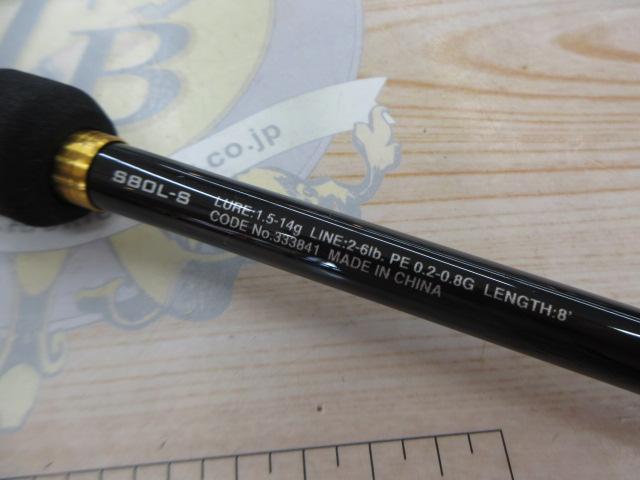 TB
co.jp
S80L-S
LURE:1.5-14g LINE:2-6lb. PE 0.2-0.8G LENGTH:8'
CODE No.333841 MADE IN CHINA